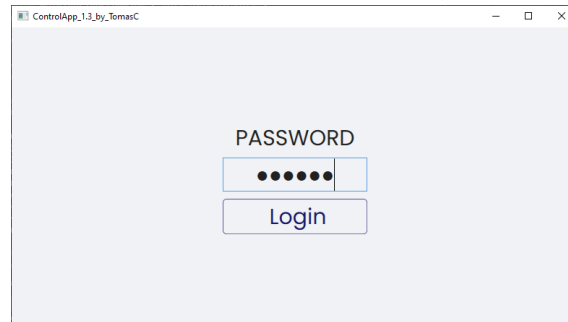 ControlApp_1.3_by_TomasC
PASSWORD
●●●●●●
Login